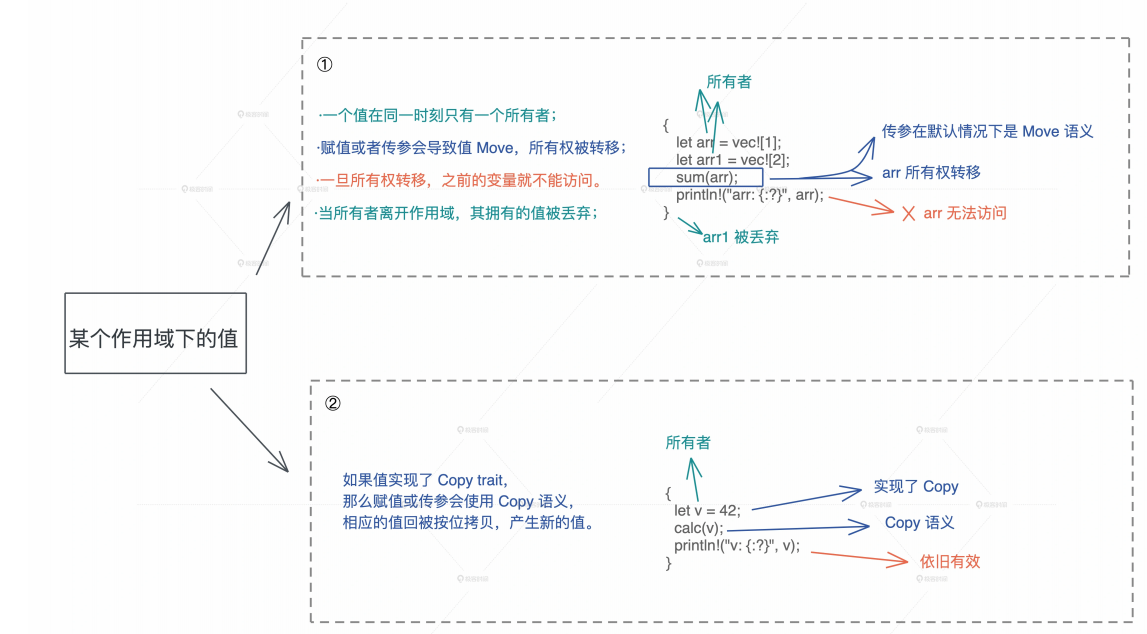 ①
所有者
·一个值在同一时刻只有一个所有者；
·赋值或者传参会导致值 Move，所有权被转移；
·一旦所有权转移，之前的变量就不能访问。
·当所有者离开作用域，其拥有的值被丢弃；
{
let arr = vec![1];
let arr1 = vec![2];
sum(arr);
println!("arr: {:?}", arr);
}
传参在默认情况下是 Move 语义
arr 所有权转移
X arr 无法访问
arr1 被丢弃
某个作用域下的值
②
所有者
如果值实现了 Copy trait，
那么赋值或传参会使用 Copy 语义，
相应的值回被按位拷贝，产生新的值。
{
let v = 42;
calc(v);
println!("v: {:?}", v);
}
实现了 Copy
Copy 语义
依旧有效